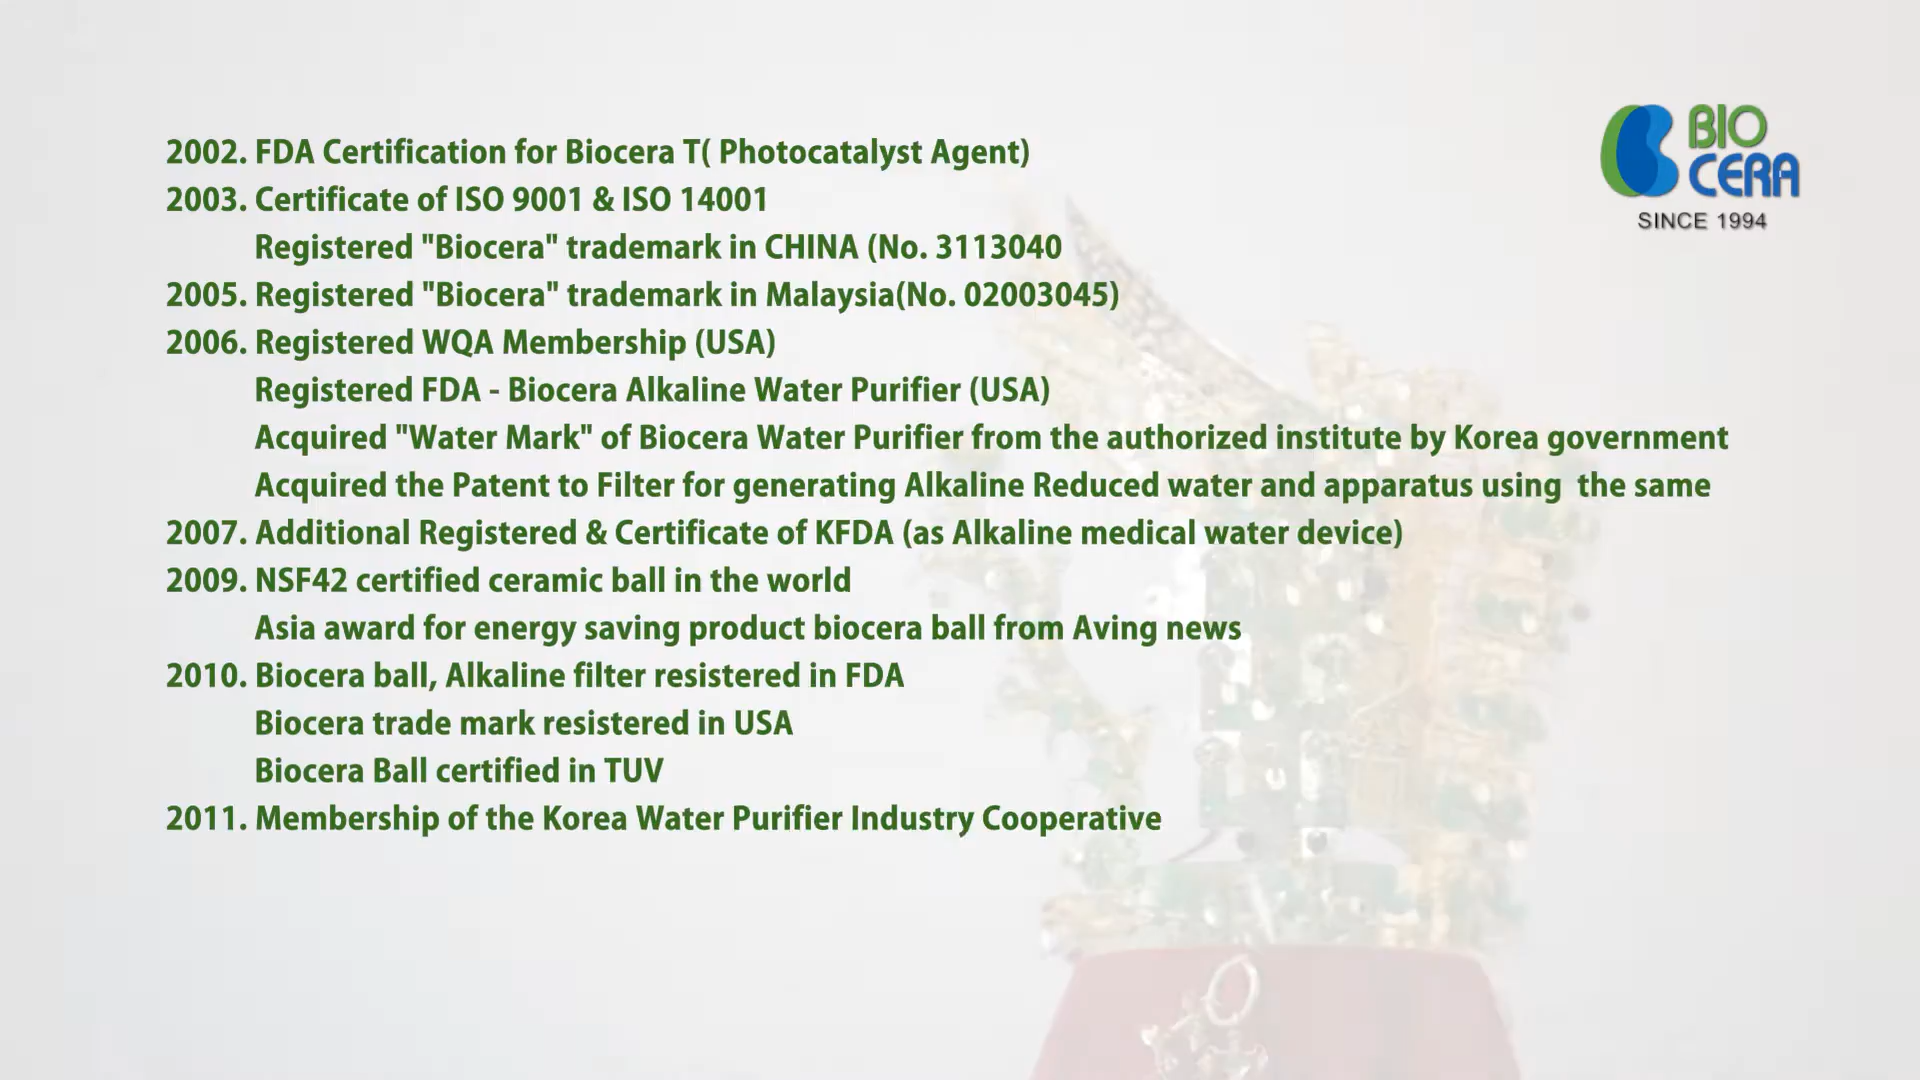 BIO
CERA
SINCE 1994
2002. FDA Certification for Biocera T( Photocatalyst Agent)
2003. Certificate of ISO 9001 & ISO 14001
Registered "Biocera" trademark in CHINA (No. 3113040
2005. Registered "Biocera" trademark in Malaysia(No. 02003045)
2006. Registered WQA Membership (USA)
Registered FDA - Biocera Alkaline Water Purifier (USA)
Acquired "Water Mark" of Biocera Water Purifier from the authorized institute by Korea government
Acquired the Patent to Filter for generating Alkaline Reduced water and apparatus using  the same
2007. Additional Registered & Certificate of KFDA (as Alkaline medical water device)
2009. NSF42 certified ceramic ball in the world
Asia award for energy saving product biocera ball from Aving news
2010. Biocera ball, Alkaline filter resistered in FDA
Biocera trade mark resistered in USA
Biocera Ball certified in TUV
2011. Membership of the Korea Water Purifier Industry Cooperative